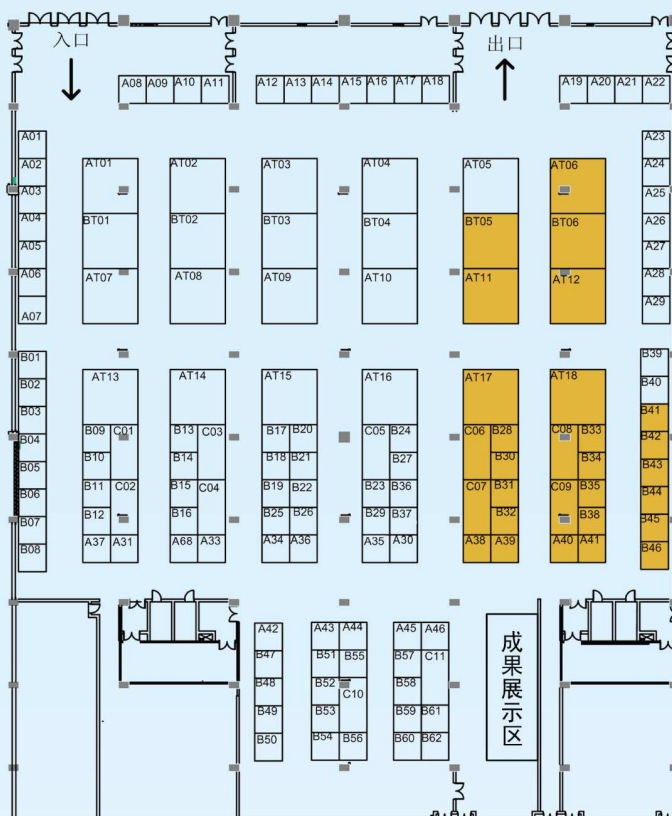 入口
出口
A08 A09 A10 A11
A12 A13 A14 A15 A16 A17 A18
A19 A20 A21 A22
A01
A02
A03
A04
A05
A06
A07
AT01 AT02 AT03 AT04 AT05 AT06
BT01 BT02 BT03 BT04 BT05 BT06
AT07 AT08 AT09 AT10 AT11 AT12
A23
A24
A25
A26
A27
A28
A29
B01
B02
B03
B04
B05
B06
B07
B08
AT13
B09 C01
B10
B11 C02
B12
A37 A31
AT14
B13 C03
B14
B15 C04
B16
A68 A33
AT15
B17 B20
B18 B21
B19 B22
B25 B26
A34 A36
AT16
C05 B24
B27
B23 B36
B29 B37
A35 A30
AT17
C06 B28
B30
C07 B31
B32
A38 A39
AT18
C08 B33
B34
C09 B35
B38
A40 A41
B39
B40
B41
B42
B43
B44
B45
B46
A42
B47
B48
B49
B50
A43 A44
B51 B55
B52 C10
B53
B54 B56
A45 A46
B57 C11
B58
B59 B61
B60 B62
成果展示区